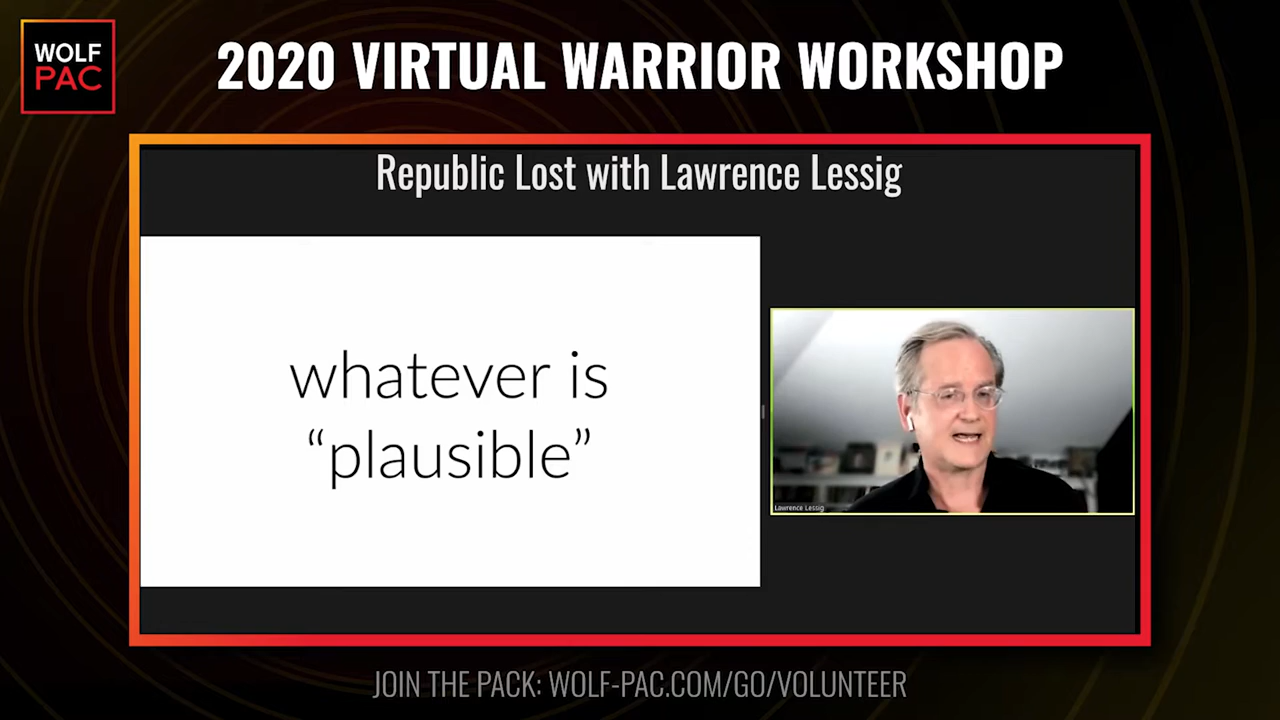 WOLF
PAC
2020 VIRTUAL WARRIOR WORKSHOP
Republic Lost with Lawrence Lessig
whatever is
“plausible”
Lawrence Lessig
JOIN THE PACK: WOLF-PAC.COM/GO/VOLUNTEER